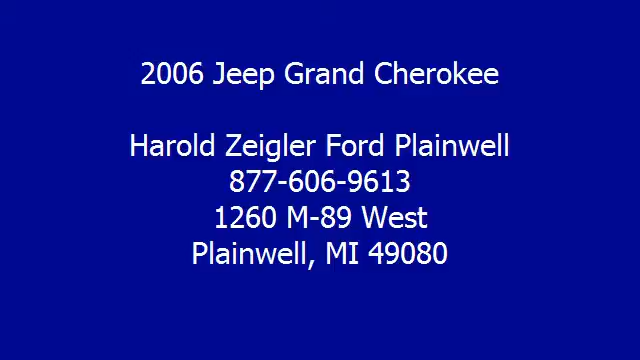 2006 Jeep Grand Cherokee
Harold Zeigler Ford Plainwell
877-606-9613
1260 M-89 West
Plainwell, MI 49080